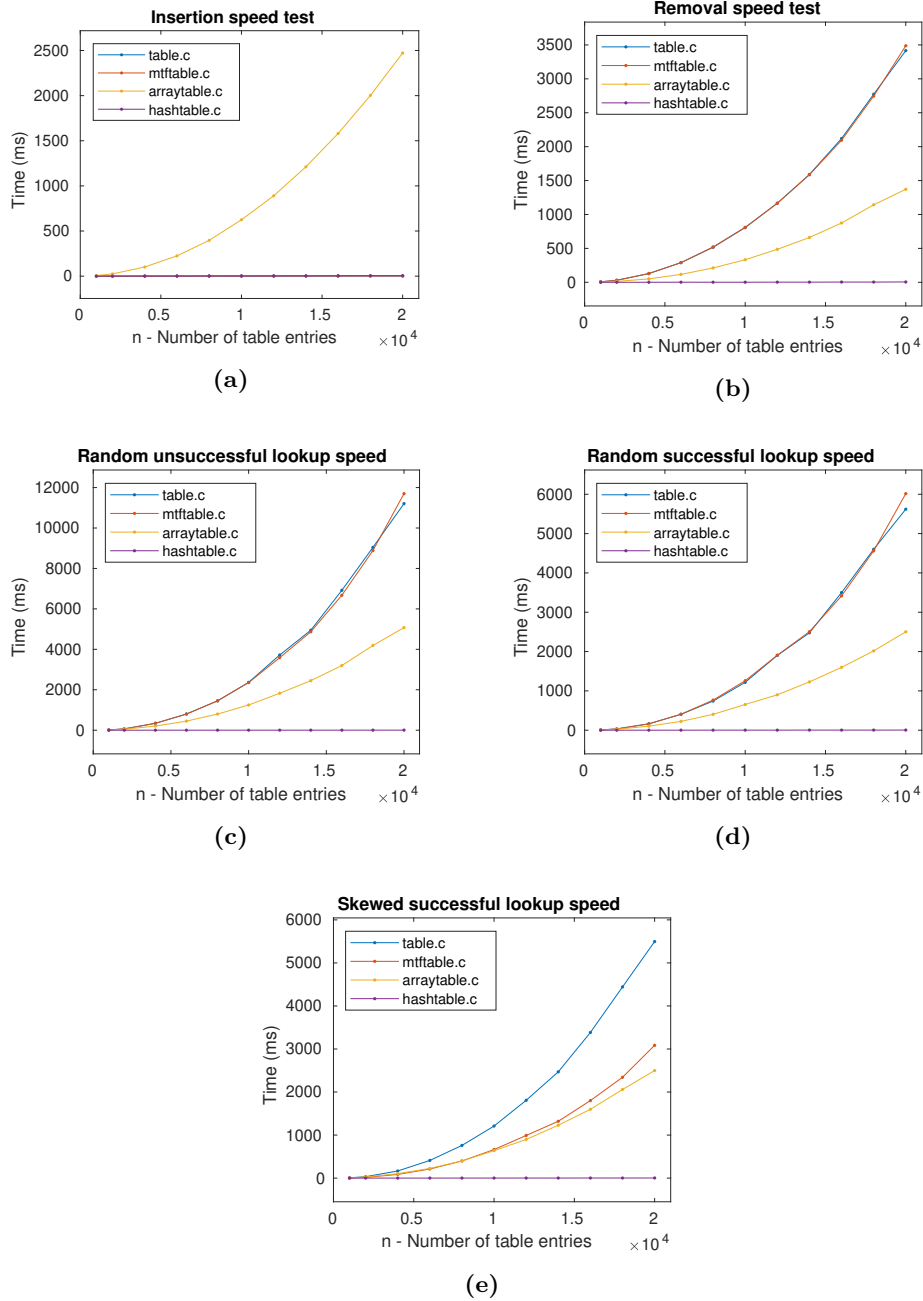 Insertion speed test
2500
2000
1500
1000
500
0
Time (ms)
table.c
mtftable.c
arraytable.c
hashtable.c
0 0.5 1 1.5 2
n - Number of table entries ×10^4
(a)
Removal speed test
3500
3000
2500
2000
1500
1000
500
0
Time (ms)
table.c
mtftable.c
arraytable.c
hashtable.c
0 0.5 1 1.5 2
n - Number of table entries ×10^4
(b)
Random unsuccessful lookup speed
12000
10000
8000
6000
4000
2000
0
Time (ms)
table.c
mtftable.c
arraytable.c
hashtable.c
0 0.5 1 1.5 2
n - Number of table entries ×10^4
(c)
Random successful lookup speed
6000
5000
4000
3000
2000
1000
0
Time (ms)
table.c
mtftable.c
arraytable.c
hashtable.c
0 0.5 1 1.5 2
n - Number of table entries ×10^4
(d)
Skewed successful lookup speed
6000
5000
4000
3000
2000
1000
0
Time (ms)
table.c
mtftable.c
arraytable.c
hashtable.c
0 0.5 1 1.5 2
n - Number of table entries ×10^4
(e)